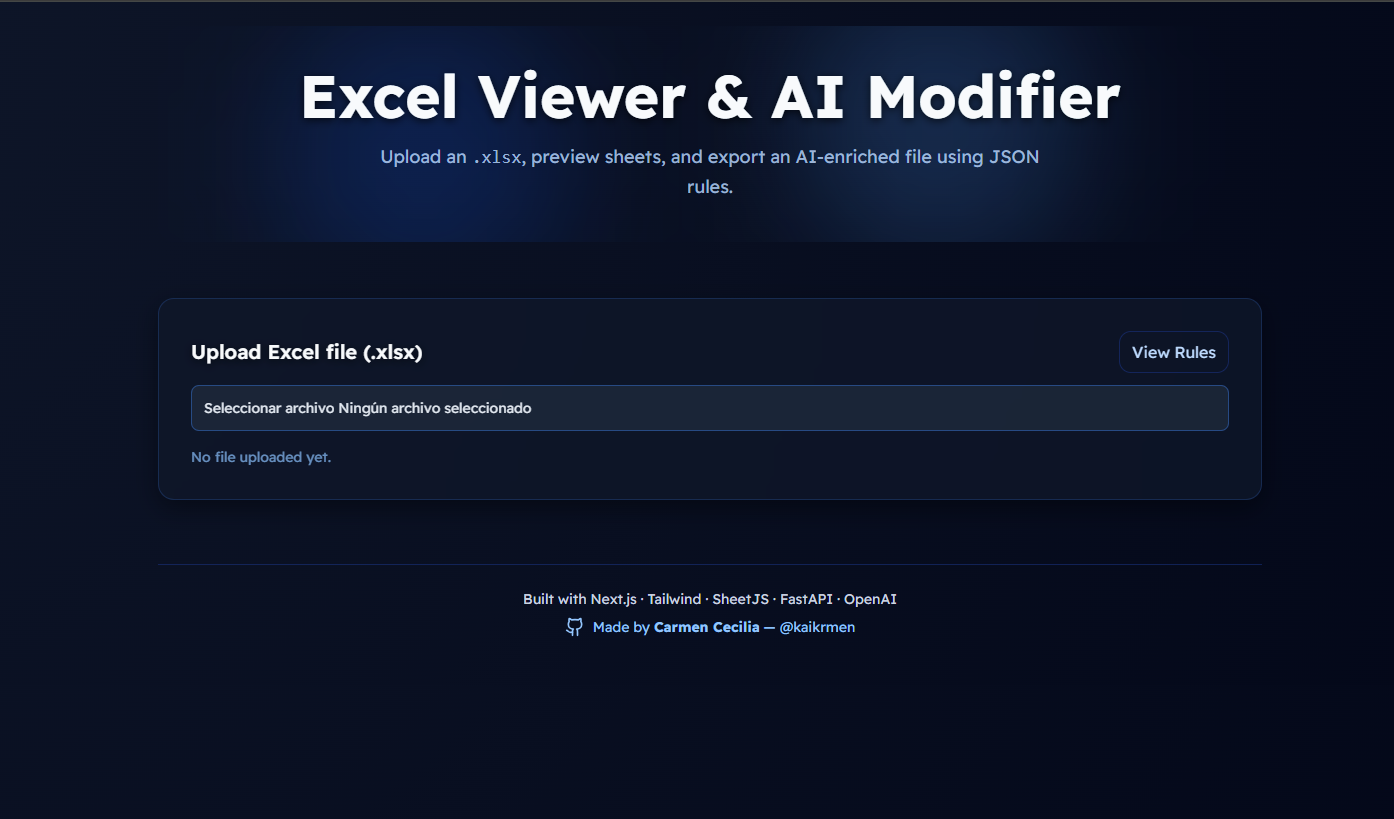 Excel Viewer & AI Modifier
Upload an .xlsx, preview sheets, and export an AI-enriched file using JSON
rules.
Upload Excel file (.xlsx)
View Rules
Seleccionar archivo Ningún archivo seleccionado
No file uploaded yet.
Built with Next.js · Tailwind · SheetJS · FastAPI · OpenAI
Made by Carmen Cecilia — @kaikrmen